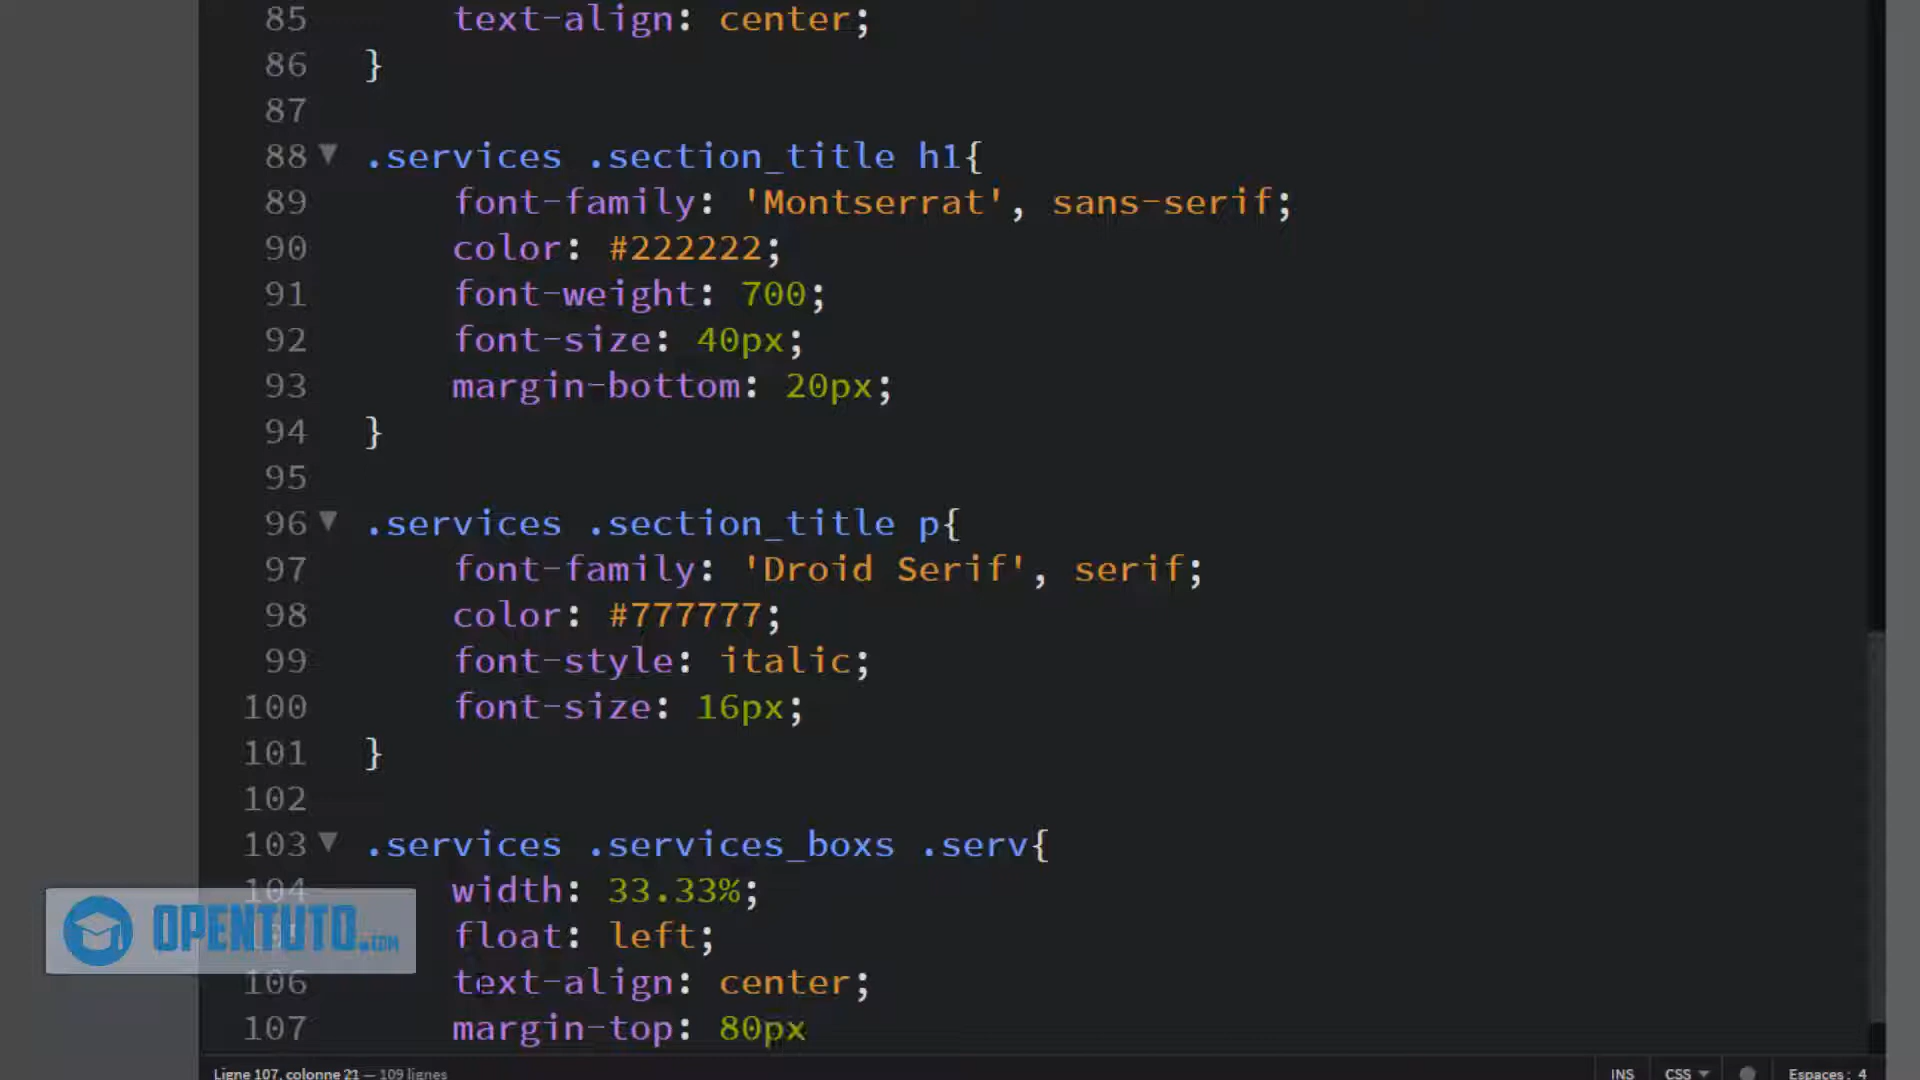 85 text-align: center;
86 }
87
88 .services .section_title h1{
89 font-family: 'Montserrat', sans-serif;
90 color: #222222;
91 font-weight: 700;
92 font-size: 40px;
93 margin-bottom: 20px;
94 }
95
96 .services .section_title p{
97 font-family: 'Droid Serif', serif;
98 color: #777777;
99 font-style: italic;
100 font-size: 16px;
101 }
102
103 .services .services_boxs .serv{
104 width: 33.33%;
float: left;
OPENTUTO.COM
106 text-align: center;
107 margin-top: 80px
Ligne 107, colonne 21 — 109 lignes INS CSS Espaces : 4